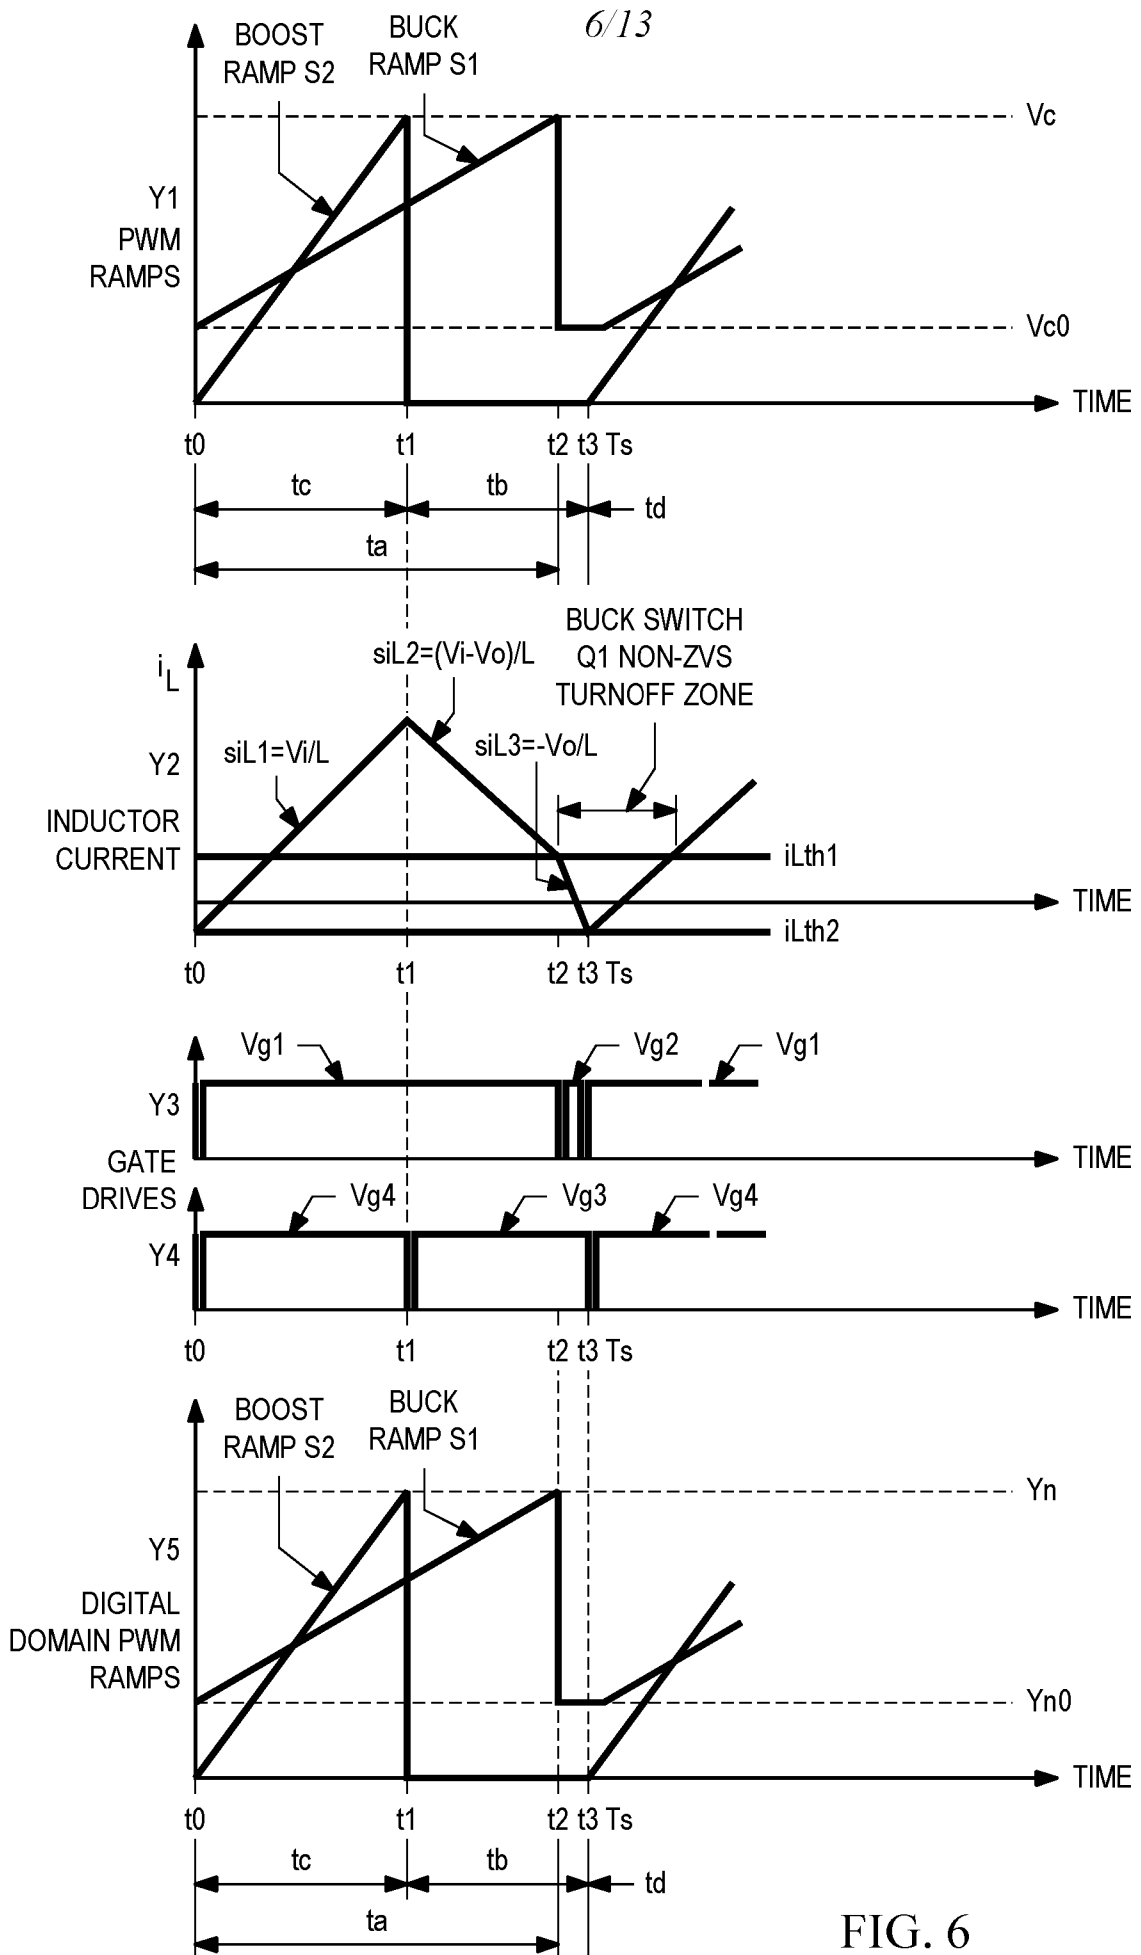 6/13
BOOST
RAMP S2
BUCK
RAMP S1
Vc
Y1
PWM
RAMPS
Vc0
TIME
t0 t1 t2 t3 Ts
tc tb td
ta
BUCK SWITCH
Q1 NON-ZVS
TURNOFF ZONE
iL
siL2=(Vi-Vo)/L
siL1=Vi/L
siL3=-Vo/L
Y2
INDUCTOR
CURRENT
iLth1
TIME
iLth2
t0 t1 t2 t3 Ts
Vg1 Vg2 Vg1
Y3
GATE
DRIVES
TIME
Vg4 Vg3 Vg4
Y4
TIME
t0 t1 t2 t3 Ts
BOOST
RAMP S2
BUCK
RAMP S1
Yn
Y5
DIGITAL
DOMAIN PWM
RAMPS
Yn0
TIME
t0 t1 t2 t3 Ts
tc tb td
ta
FIG. 6